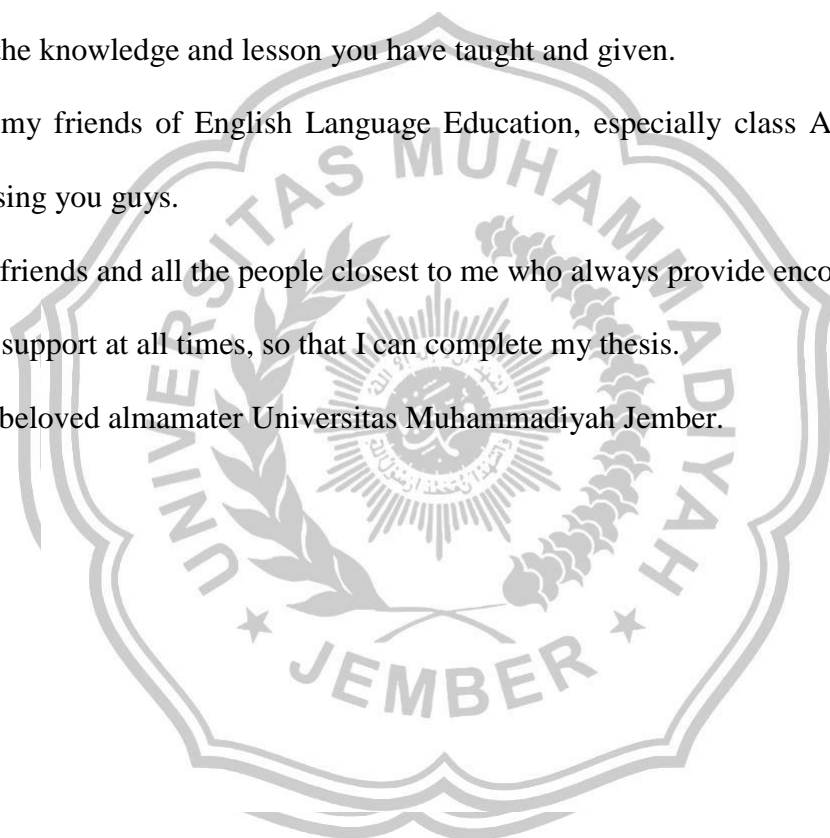 the knowledge and lesson you have taught and given.
my friends of English Language Education, especially class A
sing you guys.
friends and all the people closest to me who always provide enco
support at all times, so that I can complete my thesis.
beloved almamater Universitas Muhammadiyah Jember.
UNIVERSITAS MUHAMMADIYAH
JEMBER